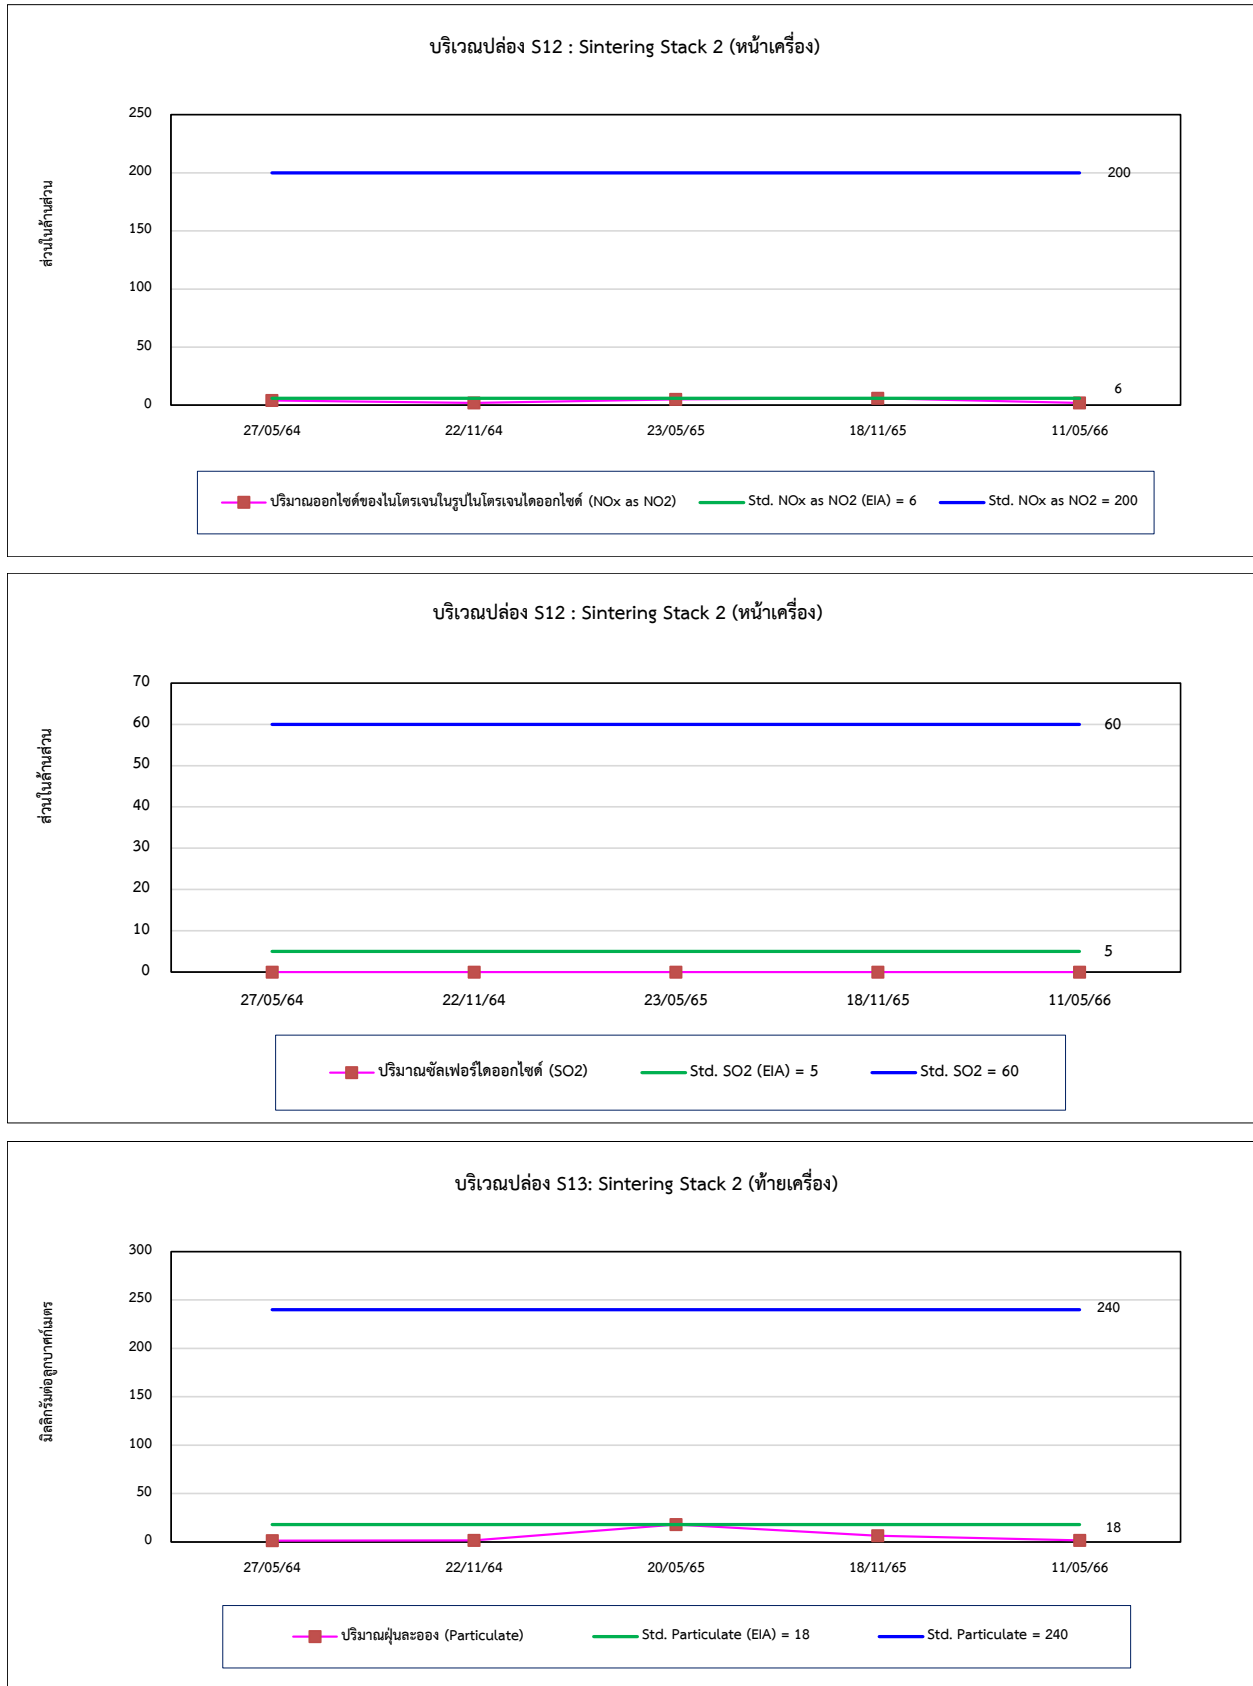 บริเวณปล่อง S12 : Sintering Stack 2 (หน้าเครื่อง)
ส่วนในล้านส่วน
250
200
150
100
50
0
200
6
27/05/64 22/11/64 23/05/65 18/11/65 11/05/66
ปริมาณออกไซด์ของไนโตรเจนในรูปไนโตรเจนไดออกไซด์ (NOx as NO2) Std. NOx as NO2 (EIA) = 6 Std. NOx as NO2 = 200
บริเวณปล่อง S12 : Sintering Stack 2 (หน้าเครื่อง)
ส่วนในล้านส่วน
70
60
50
40
30
20
10
0
60
5
27/05/64 22/11/64 23/05/65 18/11/65 11/05/66
ปริมาณซัลเฟอร์ไดออกไซด์ (SO2) Std. SO2 (EIA) = 5 Std. SO2 = 60
บริเวณปล่อง S13: Sintering Stack 2 (ท้ายเครื่อง)
มิลลิกรัมต่อลูกบาศก์เมตร
300
250
200
150
100
50
0
240
18
27/05/64 22/11/64 20/05/65 18/11/65 11/05/66
ปริมาณฝุ่นละออง (Particulate) Std. Particulate (EIA) = 18 Std. Particulate = 240